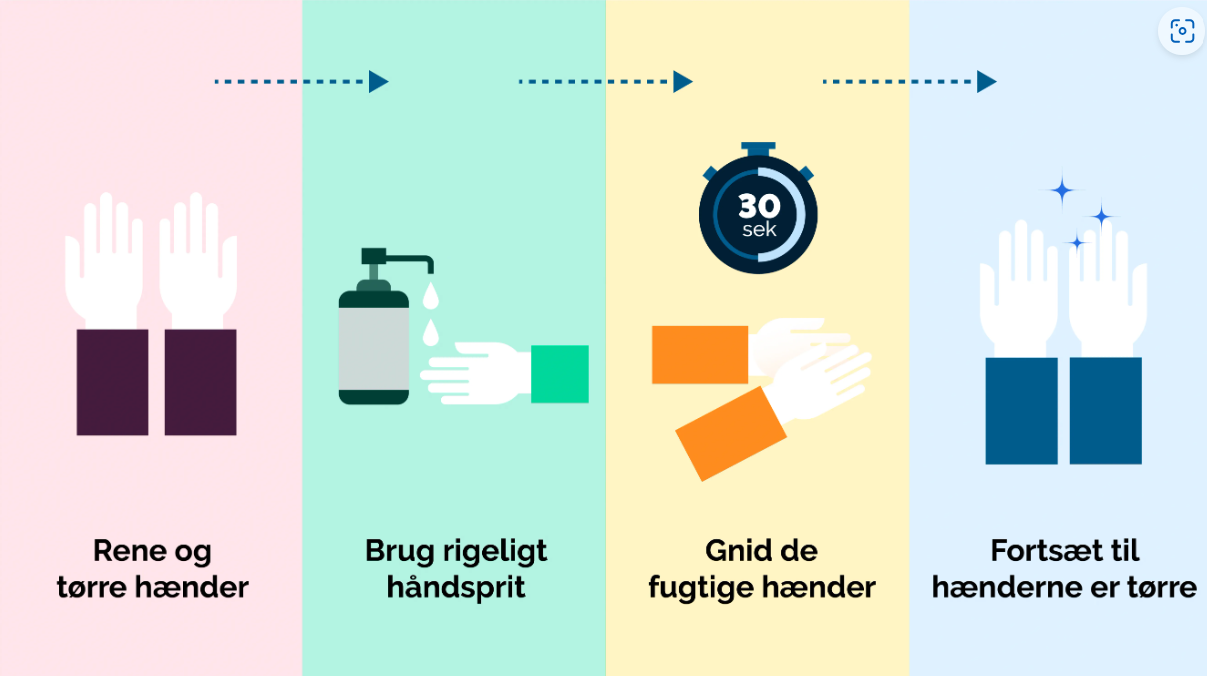 30
sek
Rene og
tørre hænder
Brug rigeligt
håndsprit
Gnid de
fugtige hænder
Fortsæt til
hænderne er tørre